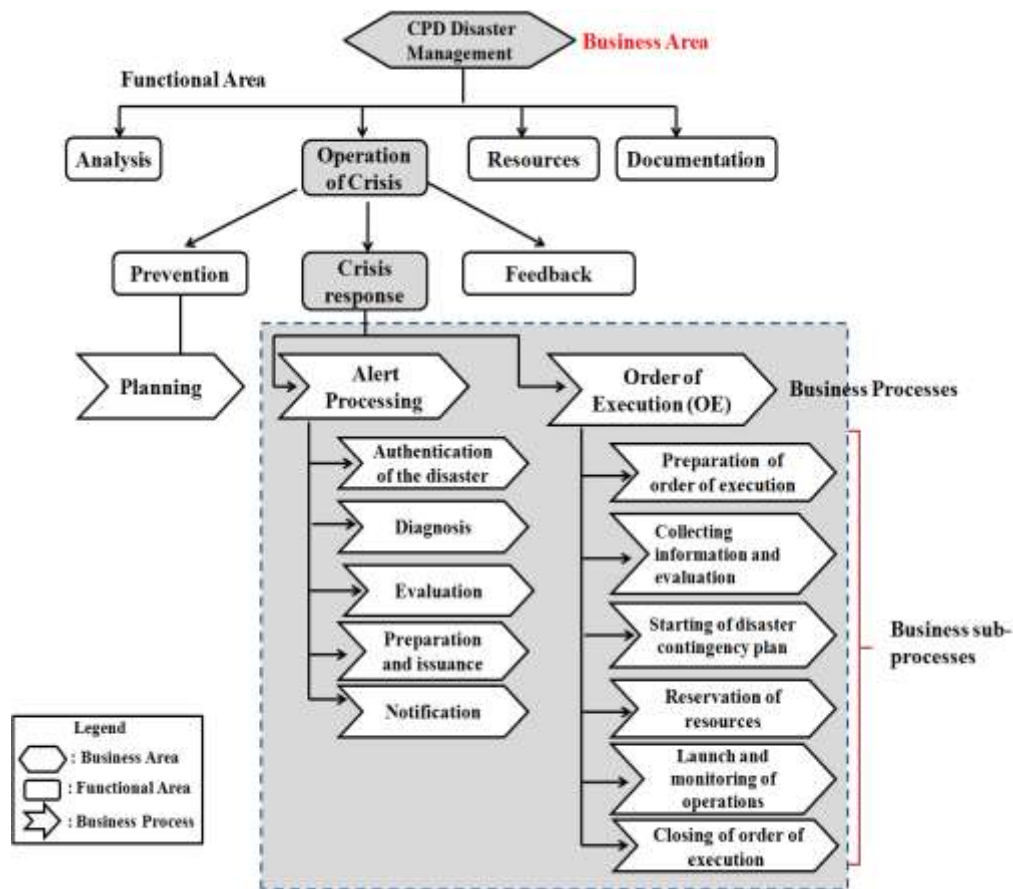 CPD Disaster
Management
Business Area
Functional Area
Analysis
Operation
of Crisis
Resources
Documentation
Prevention
Crisis
response
Feedback
Planning
Alert
Processing
Order of
Execution (OE)
Business Processes
Authentication
of the disaster
Diagnosis
Evaluation
Preparation
and issuance
Notification
Preparation of
order of execution
Collecting
information and
evaluation
Starting of disaster
contingency plan
Reservation of
resources
Launch and
monitoring of
operations
Closing of order of
execution
Business sub-
processes
Legend
: Business Area
: Functional Area
: Business Process